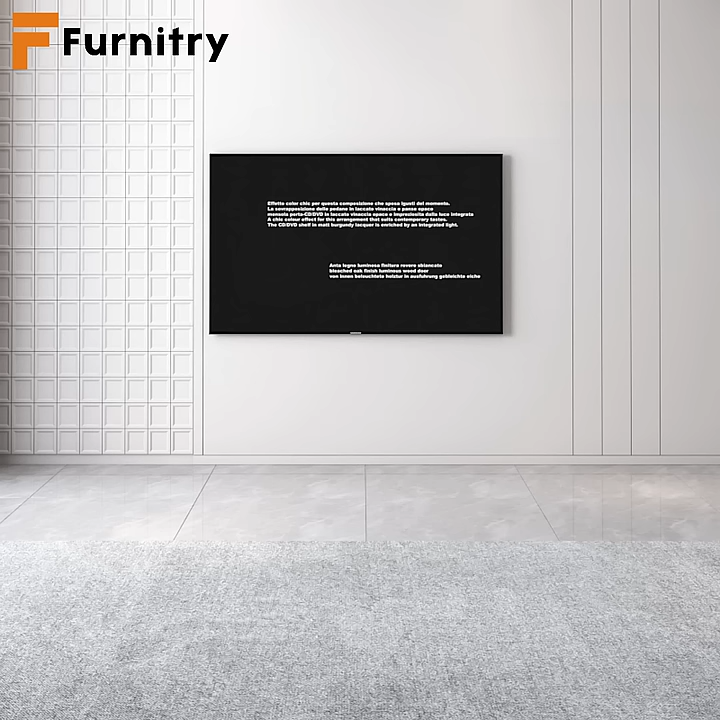 Furnitry
Effetto color chic per questa composizione che sposa igusti del momento.
La sovrapposizione delle pedane in laccato vinaccia e panna opaco
mensola porta-CD/DVD in laccato vinaccia opaco e impreziosita dalla luce integrata
A chic colour effect for this arrangement that suits contemporary tastes.
The CD/DVD shelf in matt burgundy lacquer is enriched by an integrated light.
Anta legno luminosa finitura rovere sbiancato
bleached oak finish luminous wood door
von innen beleuchtete holztur in ausfuhrung gebleichte eiche